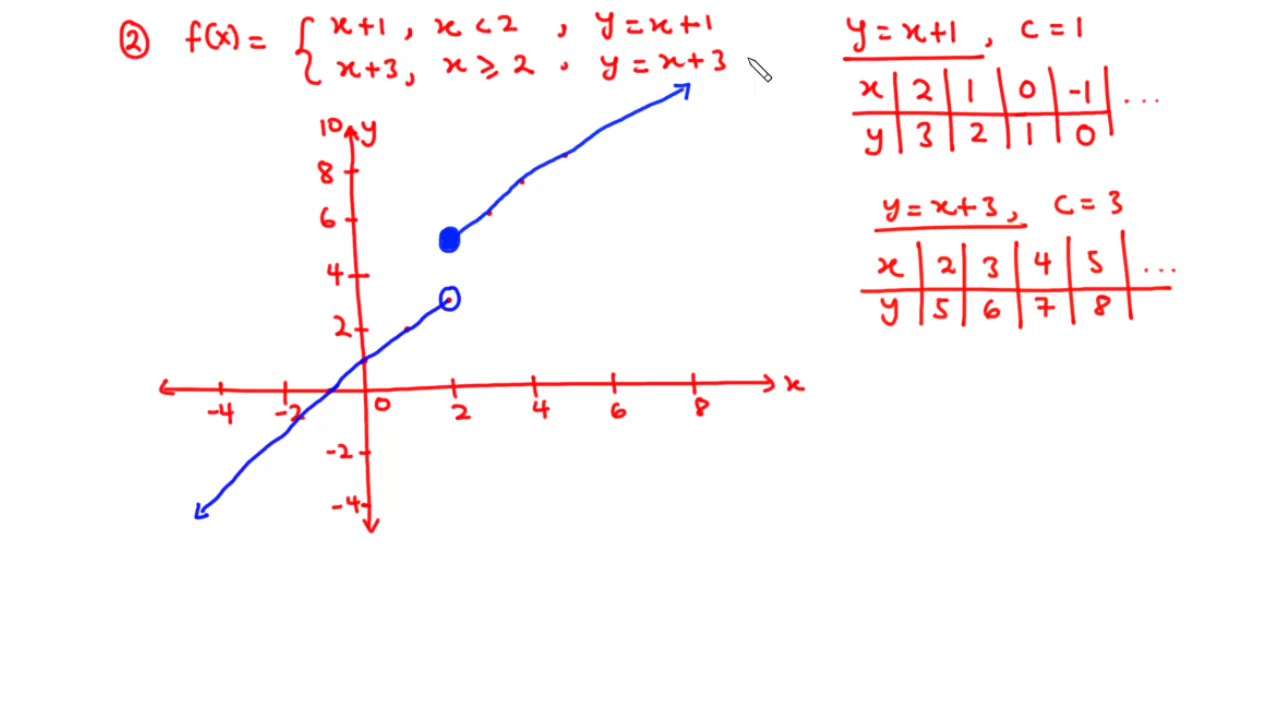 ② f(x) = { x+1 , x < 2 , y = x+1
x+3, x ⩾ 2 , y = x+3
y = x+1 , c = 1
x 2 1 0 -1 ...
y 3 2 1 0
y = x+3, c = 3
x 2 3 4 5 ...
y 5 6 7 8
10 y
8
6
4
2
-4 -2 0 2 4 6 8 x
-2
-4